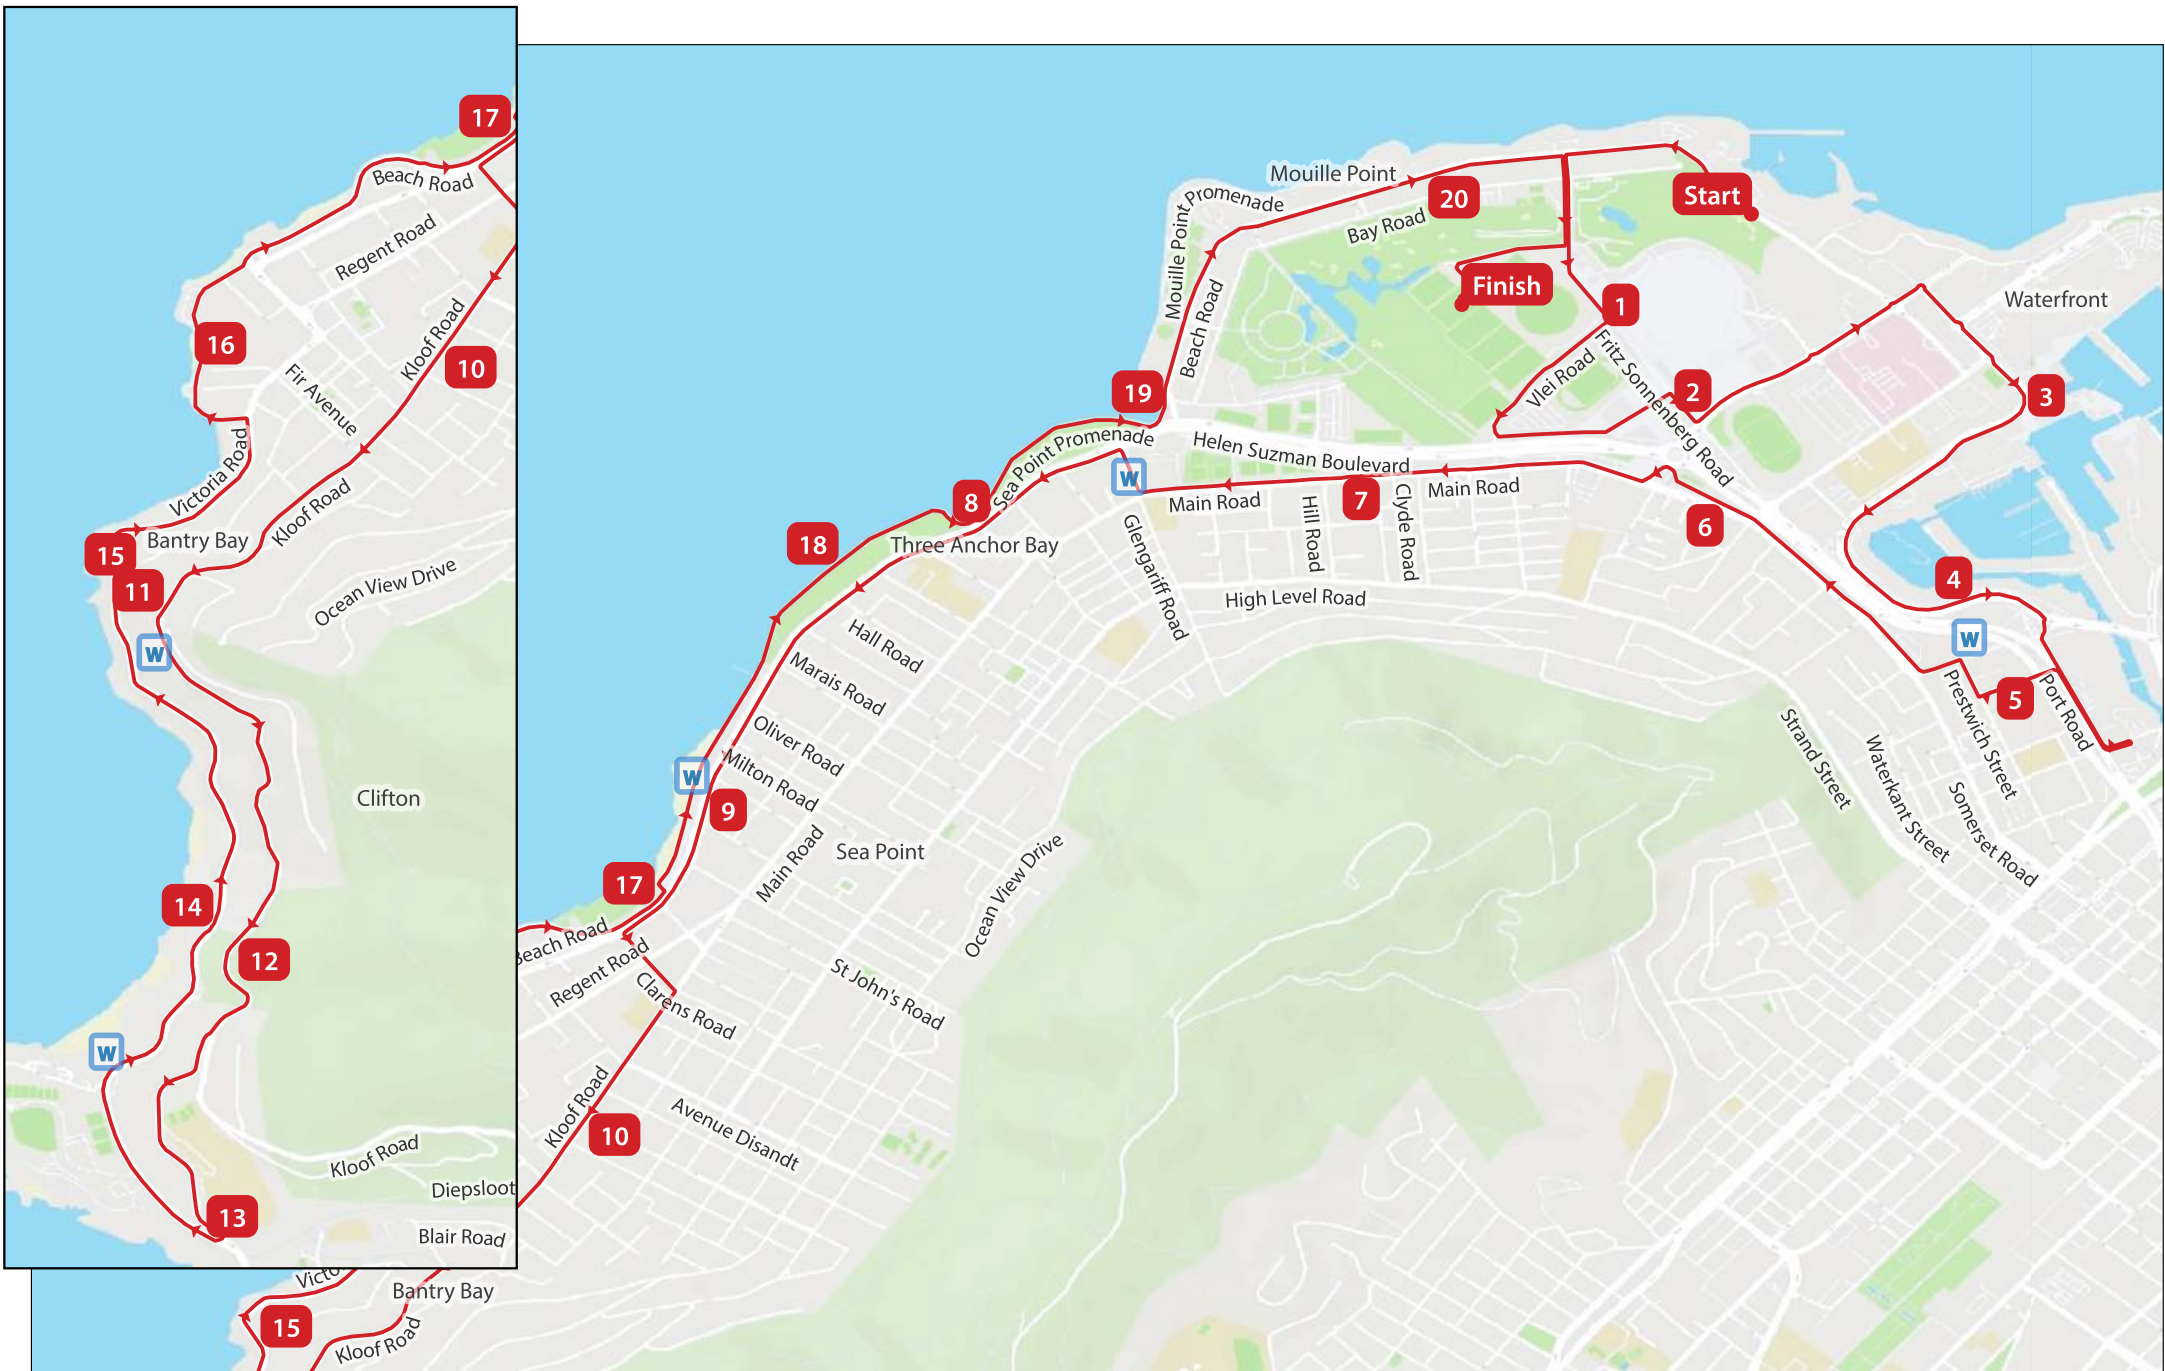 17
Beach Road
Regent Road
16
Kloof Road
10
Fir Avenue
Victoria Road
Kloof Road
Bantry Bay
15
11
Ocean View Drive
W
Clifton
14
12
W
Kloof Road
Diepsloot
13
Blair Road
Mouille Point
Start
Mouille Point Promenade
20
Bay Road
Finish
1
Waterfront
Beach Road
Vlei Road
Fritz Sonnenberg Road
2
3
19
Sea Point Promenade
Helen Suzman Boulevard
W
8
Main Road
7
Main Road
Hill Road
Clyde Road
6
18
Three Anchor Bay
Glengariff Road
High Level Road
4
W
Hall Road
Marais Road
5
Prestwich Street
Port Road
Oliver Road
Milton Road
W
9
Strand Street
Waterkant Street
Somerset Road
Main Road
Sea Point
Ocean View Drive
17
Beach Road
Regent Road
Clarens Road
St John's Road
Kloof Road
10
Avenue Disandt
Victo
Bantry Bay
15
Kloof Road